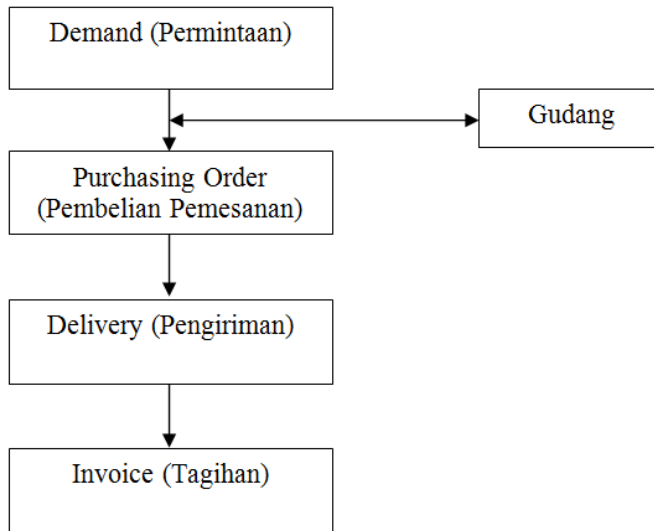 Demand (Permintaan)
Gudang
Purchasing Order
(Pembelian Pemesanan)
Delivery (Pengiriman)
Invoice (Tagihan)